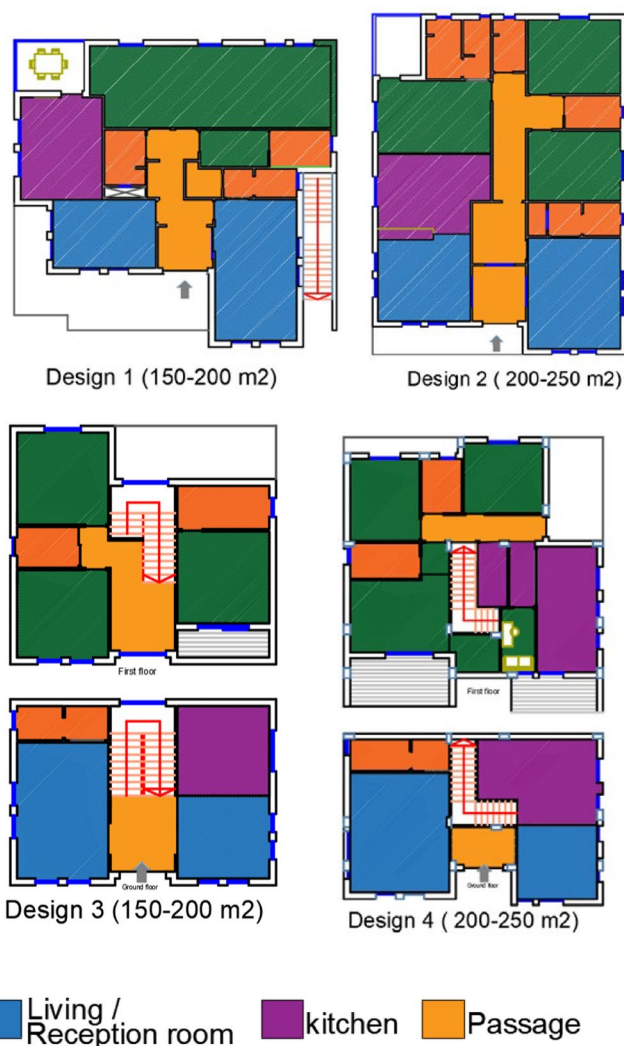 Design 1 (150-200 m2)
Design 2 ( 200-250 m2)
First floor
First floor
Ground floor
Ground floor
Design 3 (150-200 m2)
Design 4 ( 200-250 m2)
Living /
Reception room
kitchen
Passage